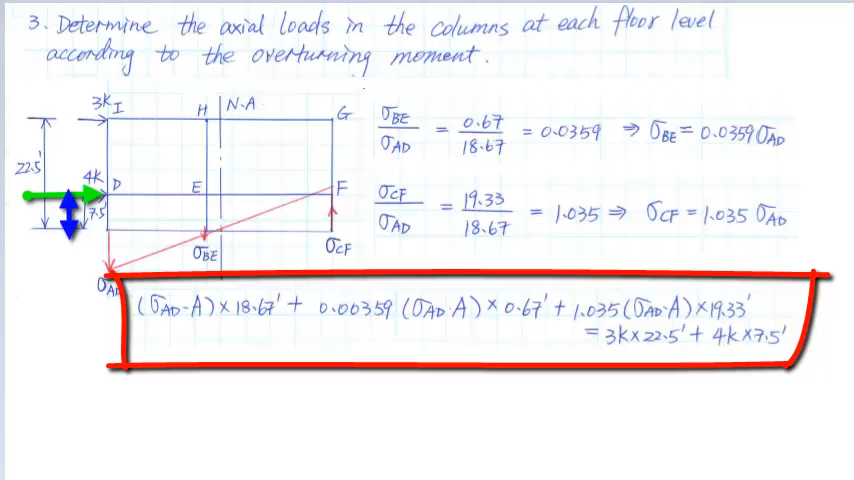 3. Determine the axial loads in the columns at each floor level
according to the overturning moment.
3K I H N.A G
22.5'
4K D E F
7.5'
σBE σCF
σAD
σBE/σAD = 0.67/18.67 = 0.0359 ⇒ σBE = 0.0359 σAD
σCF/σAD = 19.33/18.67 = 1.035 ⇒ σCF = 1.035 σAD
(σAD·A) × 18.67' + 0.00359 (σAD·A) × 0.67' + 1.035 (σAD·A) × 19.33'
= 3K × 22.5' + 4K × 7.5'